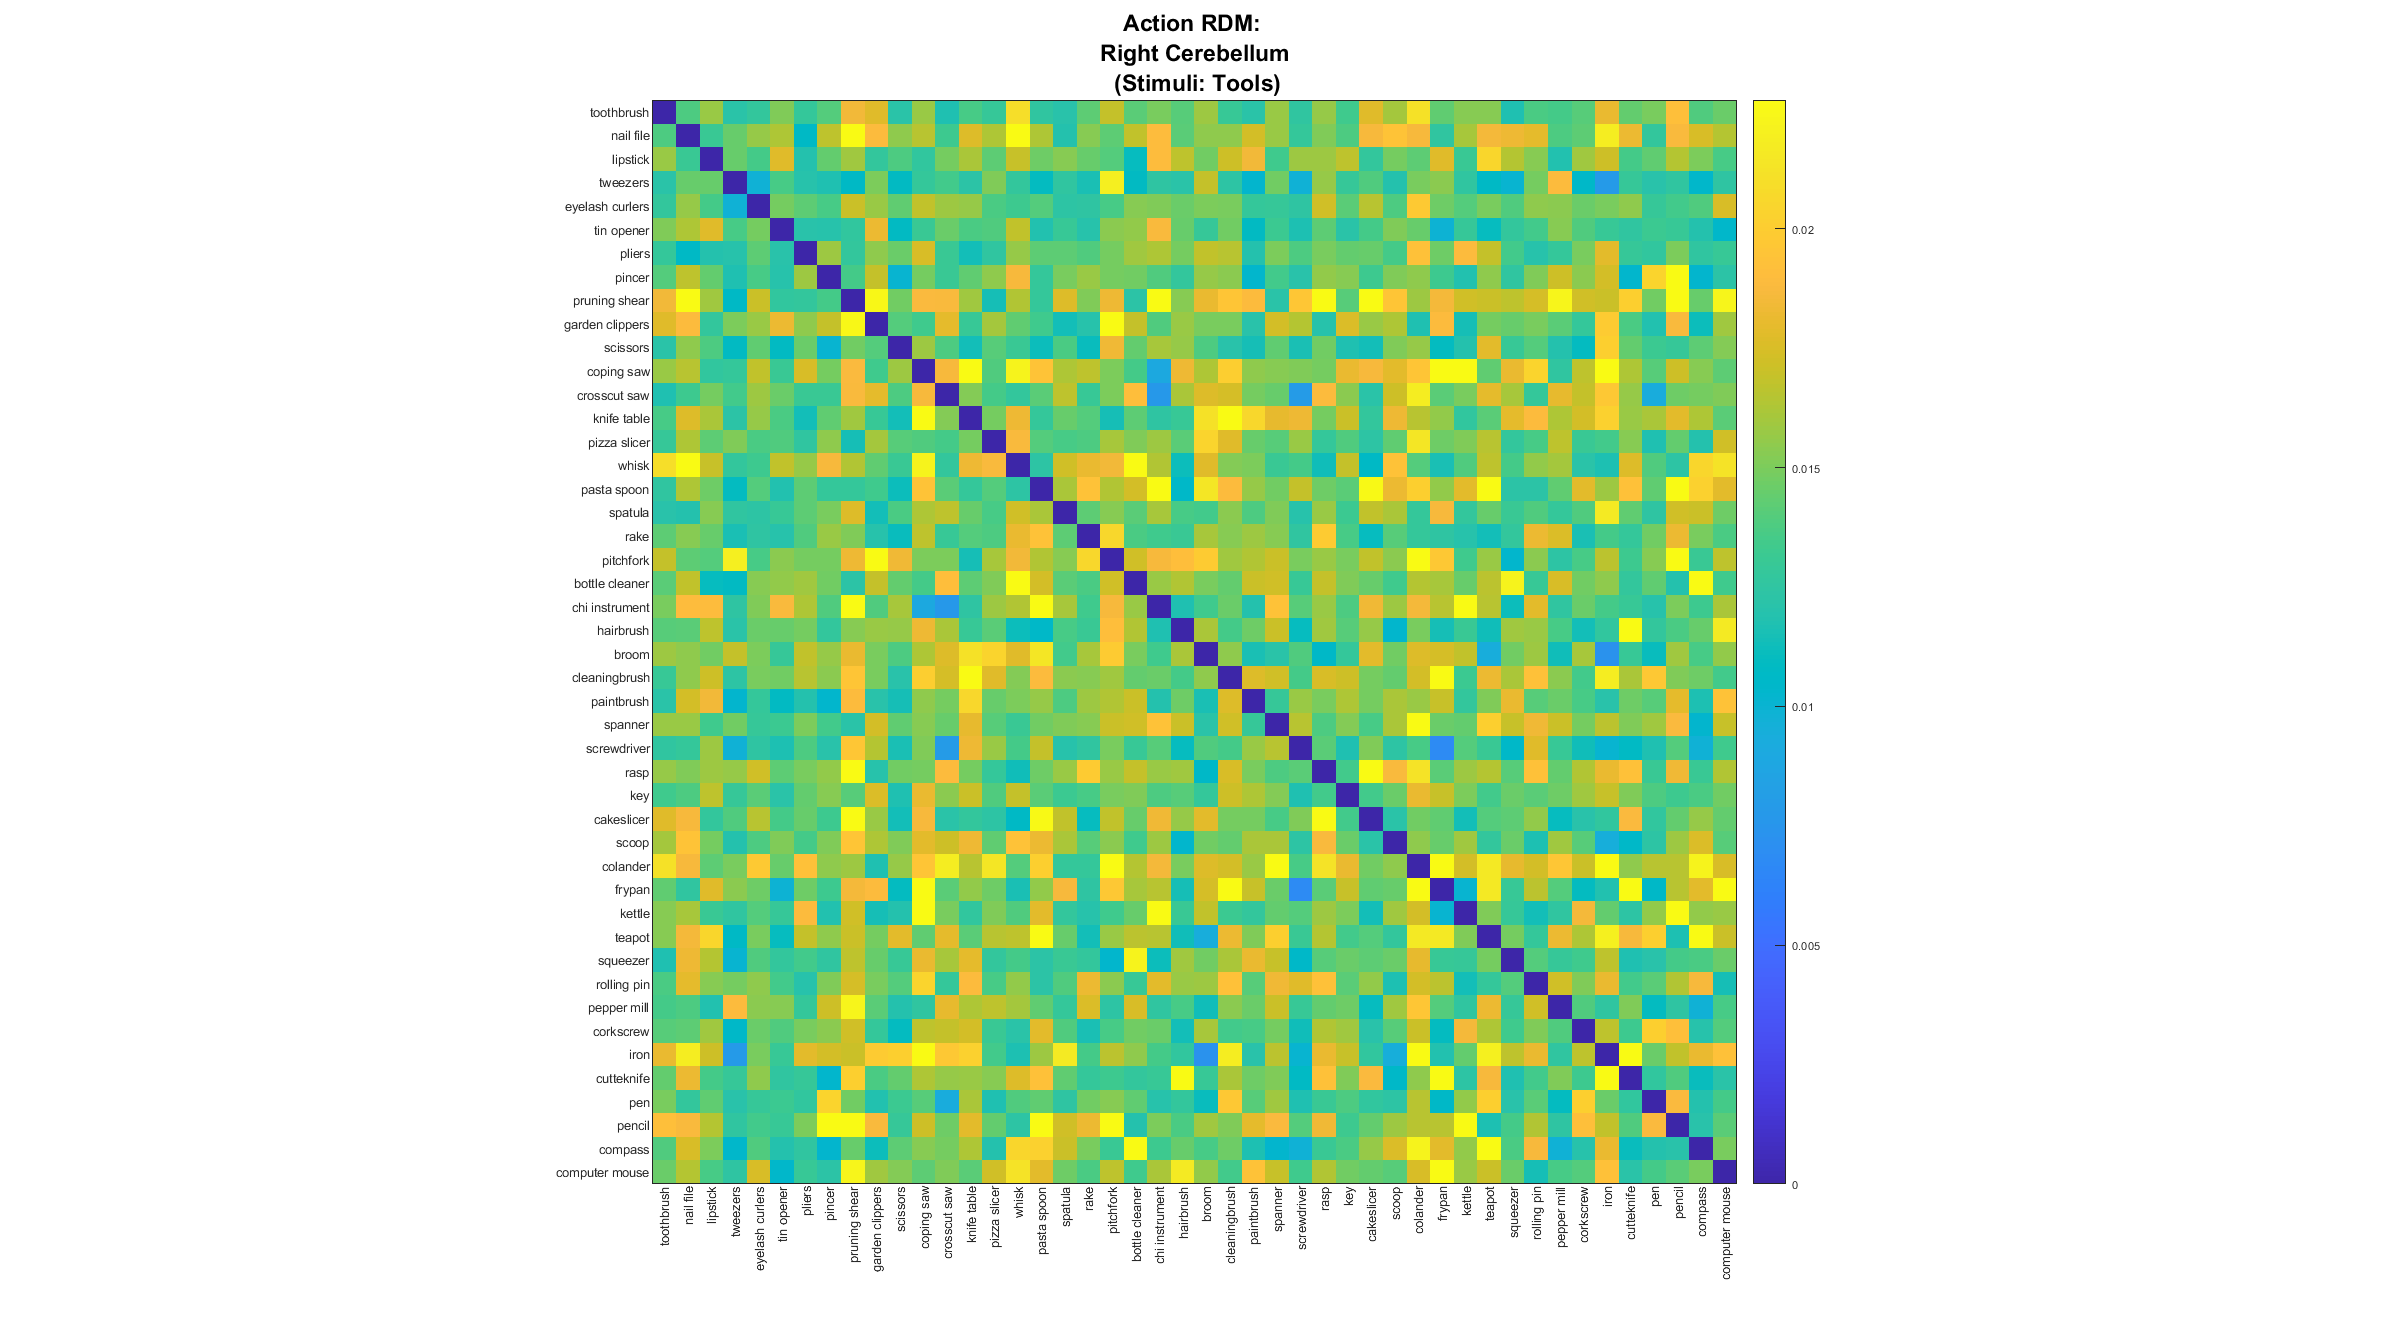 Action RDM:
Right Cerebellum
(Stimuli: Tools)
toothbrush
nail file
lipstick
tweezers
eyelash curlers
tin opener
pliers
pincer
pruning shear
garden clippers
scissors
coping saw
crosscut saw
knife table
pizza slicer
whisk
pasta spoon
spatula
rake
pitchfork
bottle cleaner
chi instrument
hairbrush
broom
cleaningbrush
paintbrush
spanner
screwdriver
rasp
key
cakeslicer
scoop
colander
frypan
kettle
teapot
squeezer
rolling pin
pepper mill
corkscrew
iron
cutteknife
pen
pencil
compass
computer mouse
0.02
0.015
0.01
0.005
0
toothbrush
nail file
lipstick
tweezers
eyelash curlers
tin opener
pliers
pincer
pruning shear
garden clippers
scissors
coping saw
crosscut saw
knife table
pizza slicer
whisk
pasta spoon
spatula
rake
pitchfork
bottle cleaner
chi instrument
hairbrush
broom
cleaningbrush
paintbrush
spanner
screwdriver
rasp
key
cakeslicer
scoop
colander
frypan
kettle
teapot
squeezer
rolling pin
pepper mill
corkscrew
iron
cutteknife
pen
pencil
compass
computer mouse